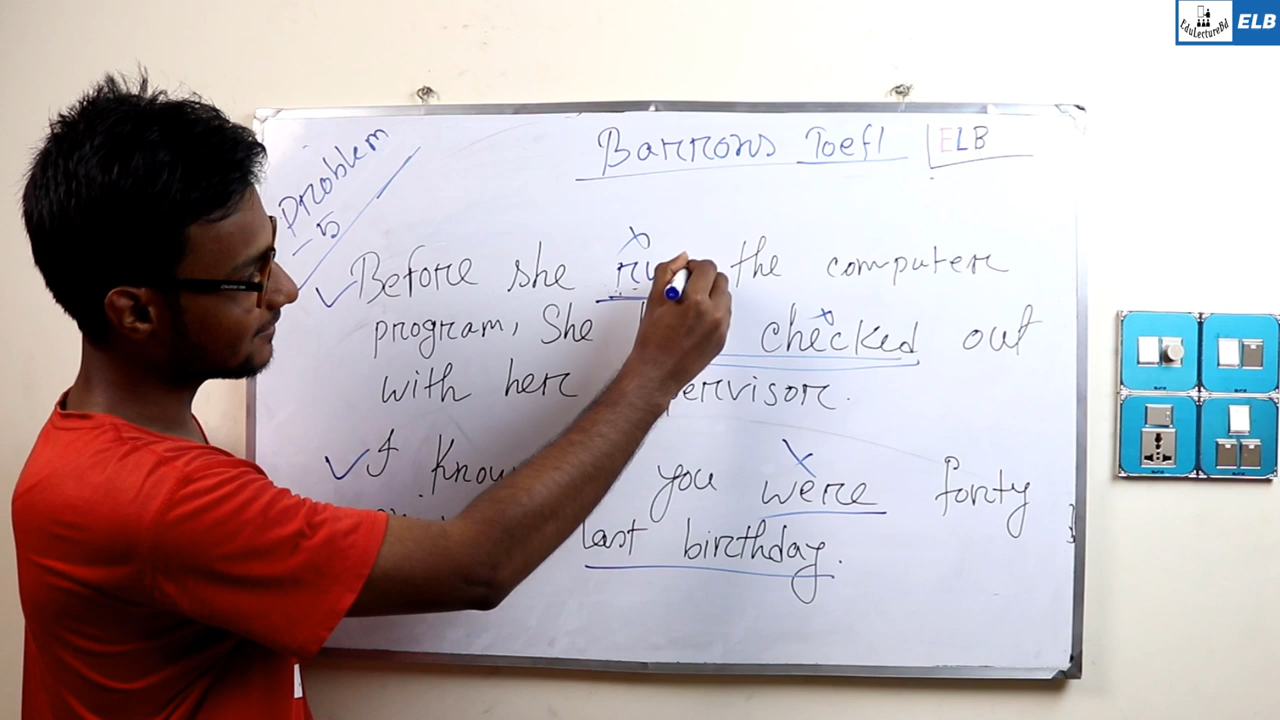 EduLectureBd
ELB
Barrons Toefl ELB
Problem
- 5
Before she the computer
program, She checked out
with her
I you were forty
last birthday.